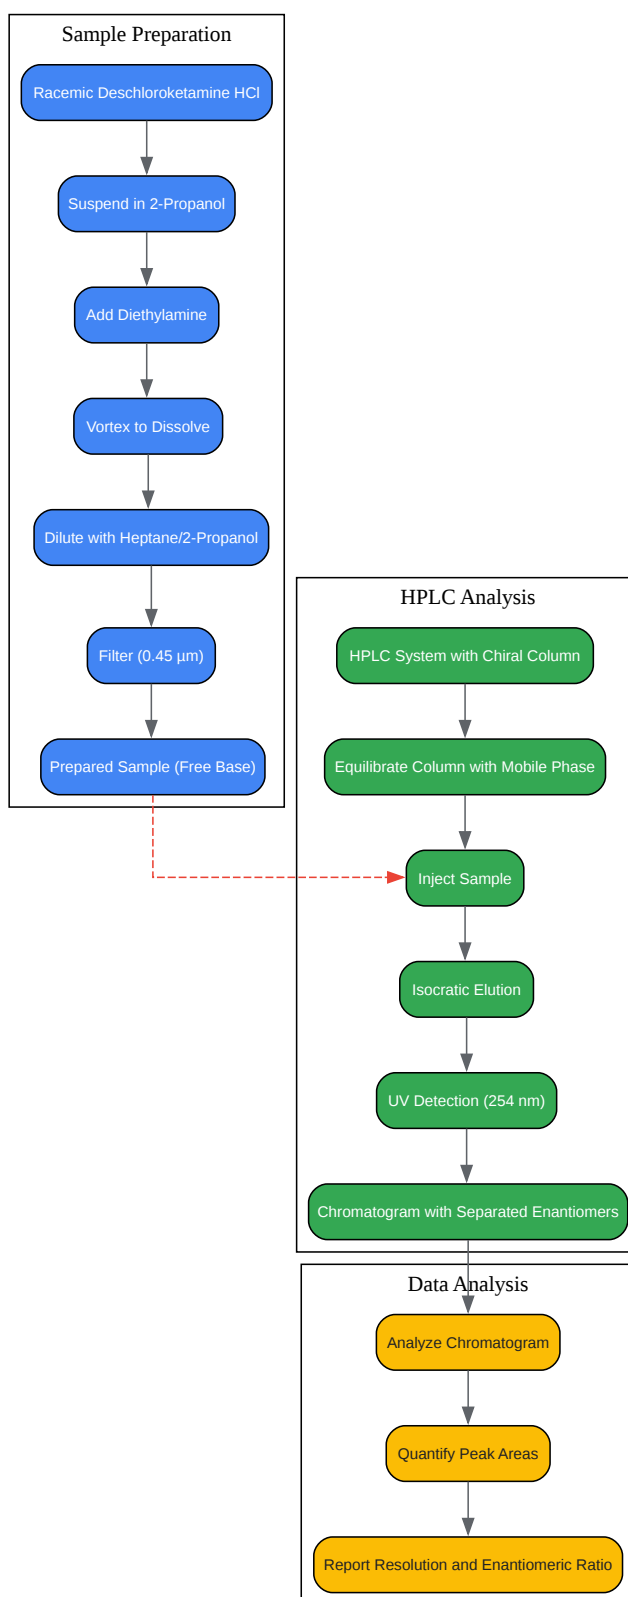 Sample Preparation
Racemic Deschloroketamine HCl
Suspend in 2-Propanol
Add Diethylamine
Vortex to Dissolve
Dilute with Heptane/2-Propanol
Filter (0.45 µm)
Prepared Sample (Free Base)
HPLC Analysis
HPLC System with Chiral Column
Equilibrate Column with Mobile Phase
Inject Sample
Isocratic Elution
UV Detection (254 nm)
Chromatogram with Separated Enantiomers
Data Analysis
Analyze Chromatogram
Quantify Peak Areas
Report Resolution and Enantiomeric Ratio